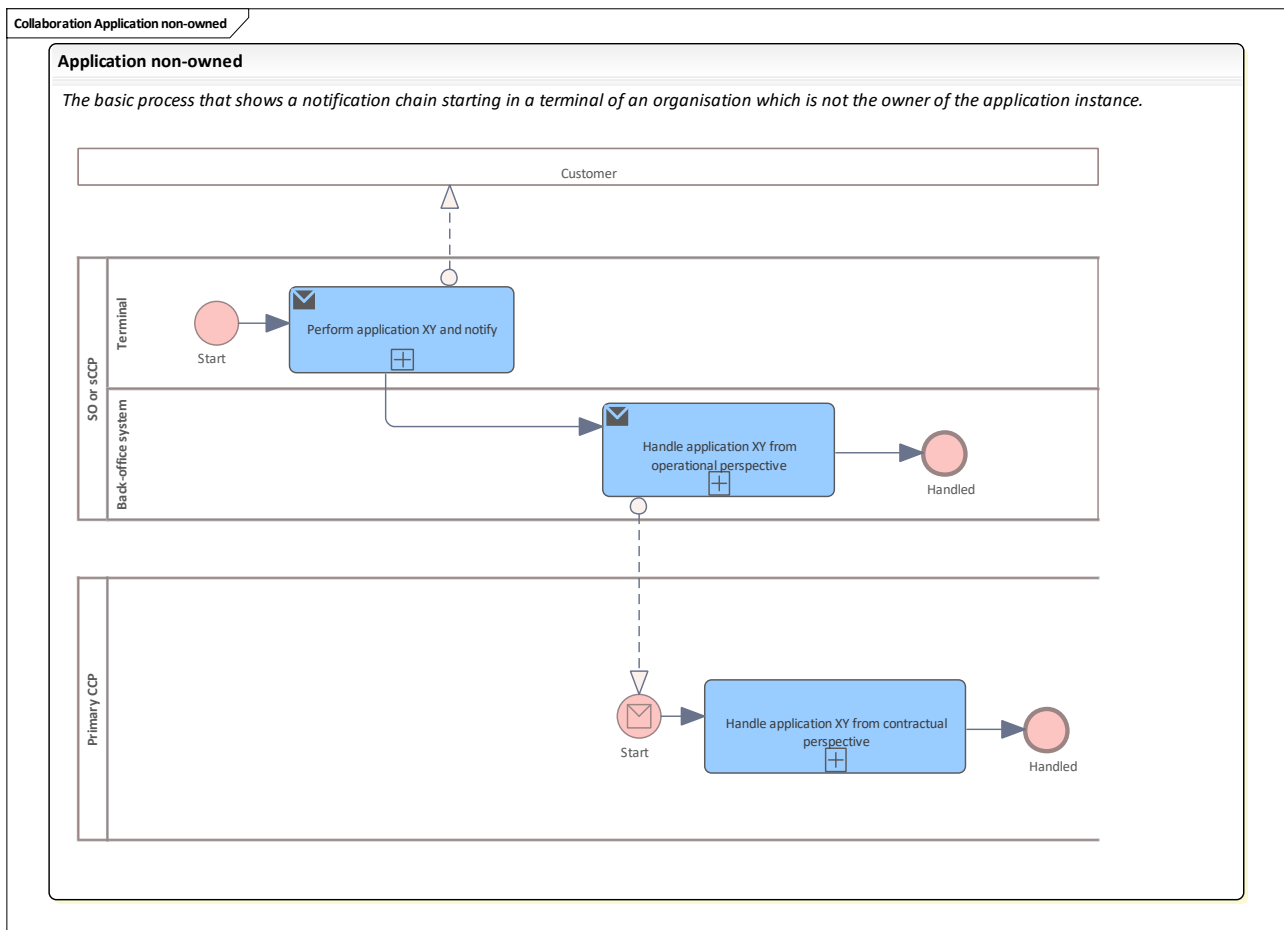 Collaboration Application non-owned
Application non-owned
The basic process that shows a notification chain starting in a terminal of an organisation which is not the owner of the application instance.
Customer
SO or sCCP
Terminal
Start
Perform application XY and notify
Back-office system
Handle application XY from
operational perspective
Handled
Primary CCP
Start
Handle application XY from contractual
perspective
Handled